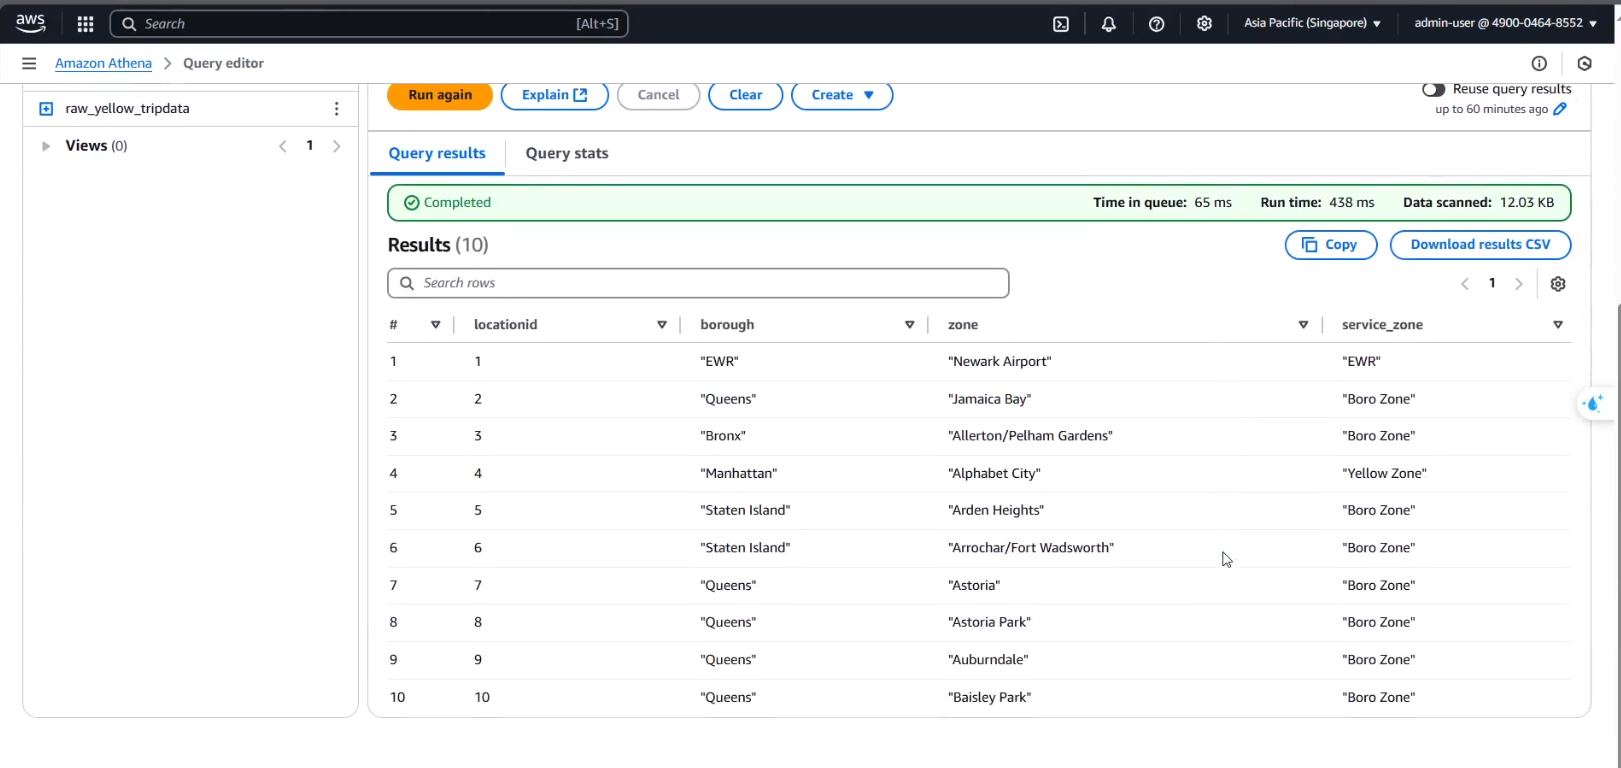 aws Search [Alt+S] Asia Pacific (Singapore) admin-user @ 4900-0464-8552
Amazon Athena > Query editor
raw_yellow_tripdata
Views (0) < 1 >
Run again Explain Cancel Clear Create
Reuse query results
up to 60 minutes ago
Query results Query stats
Completed Time in queue: 65 ms Run time: 438 ms Data scanned: 12.03 KB
Results (10) Copy Download results CSV
Search rows < 1 >
# locationid borough zone service_zone
1 1 "EWR" "Newark Airport" "EWR"
2 2 "Queens" "Jamaica Bay" "Boro Zone"
3 3 "Bronx" "Allerton/Pelham Gardens" "Boro Zone"
4 4 "Manhattan" "Alphabet City" "Yellow Zone"
5 5 "Staten Island" "Arden Heights" "Boro Zone"
6 6 "Staten Island" "Arrochar/Fort Wadsworth" "Boro Zone"
7 7 "Queens" "Astoria" "Boro Zone"
8 8 "Queens" "Astoria Park" "Boro Zone"
9 9 "Queens" "Auburndale" "Boro Zone"
10 10 "Queens" "Baisley Park" "Boro Zone"